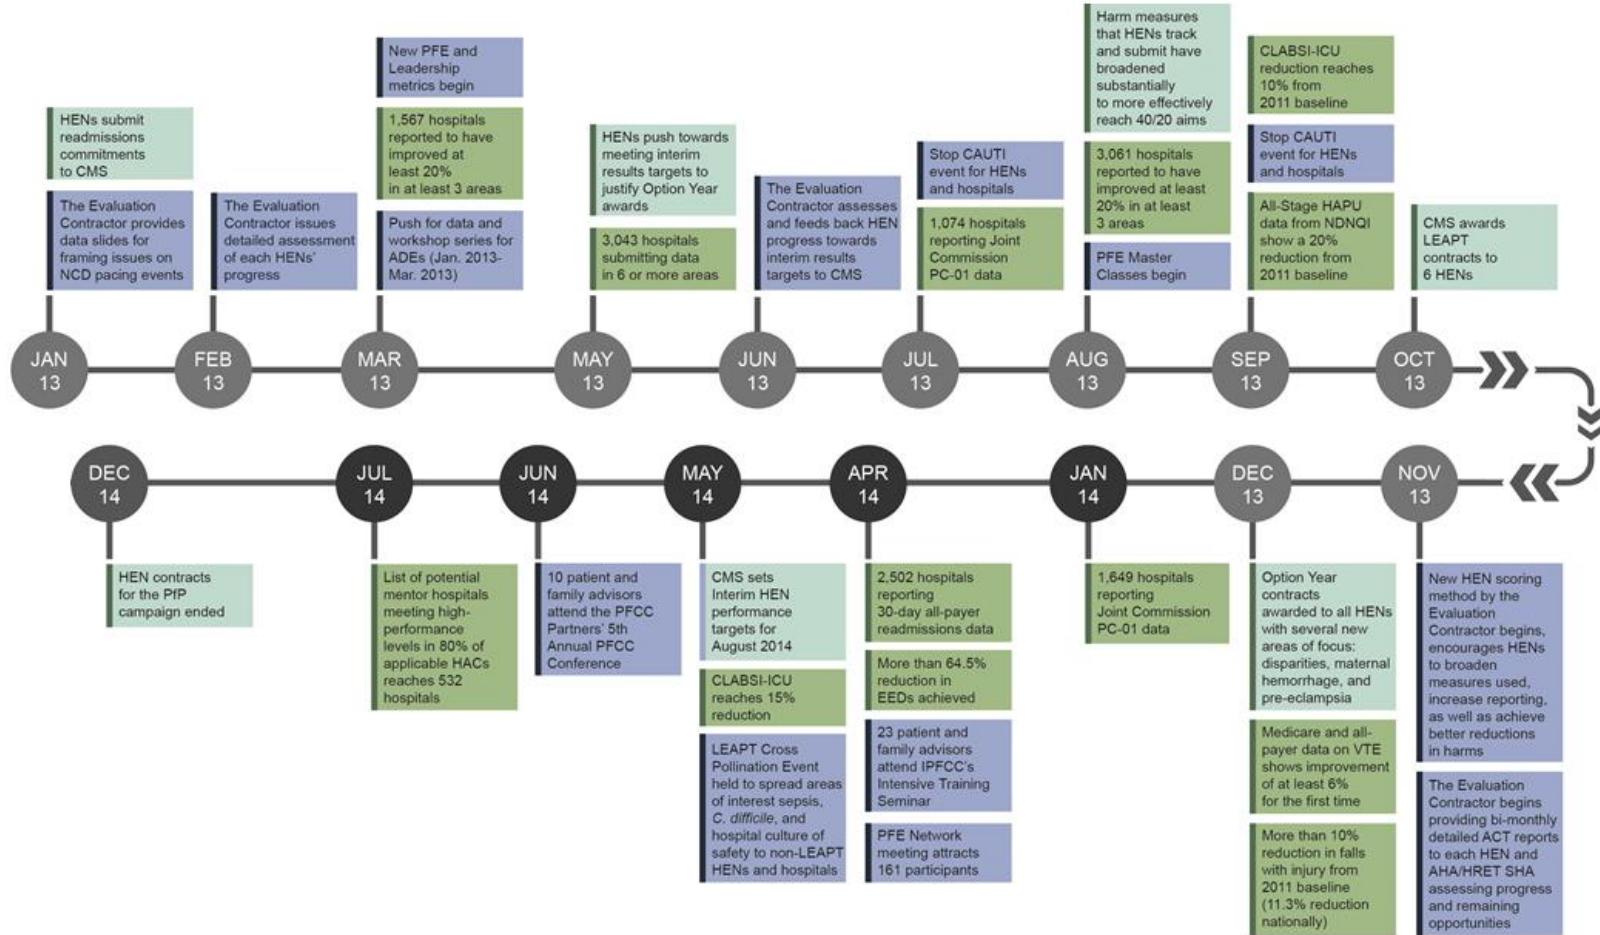 JAN
13
HENs submit
readmissions
commitments
to CMS
The Evaluation
Contractor provides
data slides for
framing issues on
NCD pacing events
FEB
13
The Evaluation
Contractor issues
detailed assessment
of each HENs'
progress
MAR
13
New PFE and
Leadership
metrics begin
1,567 hospitals
reported to have
improved at
least 20%
in at least 3 areas
Push for data and
workshop series for
ADEs (Jan. 2013-
Mar. 2013)
MAY
13
HENs push towards
meeting interim
results targets to
justify Option Year
awards
3,043 hospitals
submitting data
in 6 or more areas
JUN
13
The Evaluation
Contractor assesses
and feeds back HEN
progress towards
interim results
targets to CMS
JUL
13
Stop CAUTI
event for HENs
and hospitals
1,074 hospitals
reporting Joint
Commission
PC-01 data
AUG
13
Harm measures
that HENs track
and submit have
broadened
substantially
to more effectively
reach 40/20 aims
3,061 hospitals
reported to have
improved at least
20% in at least
3 areas
PFE Master
Classes begin
SEP
13
CLABSI-ICU
reduction reaches
10% from
2011 baseline
Stop CAUTI
event for HENs
and hospitals
All-Stage HAPU
data from NDNQI
show a 20%
reduction from
2011 baseline
OCT
13
CMS awards
LEAPT
contracts to
6 HENs
NOV
13
New HEN scoring
method by the
Evaluation
Contractor begins,
encourages HENs
to broaden
measures used,
increase reporting,
as well as achieve
better reductions
in harms
The Evaluation
Contractor begins
providing bi-monthly
detailed ACT reports
to each HEN and
AHA/HRET SHA
assessing progress
and remaining
opportunities
DEC
13
Option Year
contracts
awarded to all HENs
with several new
areas of focus:
disparities, maternal
hemorrhage, and
pre-eclampsia
Medicare and all-
payer data on VTE
shows improvement
of at least 6%
for the first time
More than 10%
reduction in falls
with injury from
2011 baseline
(11.3% reduction
nationally)
JAN
14
1,649 hospitals
reporting
Joint Commission
PC-01 data
APR
14
2,502 hospitals
reporting
30-day all-payer
readmissions data
More than 64.5%
reduction in
EEDs achieved
23 patient and
family advisors
attend IPFCC's
Intensive Training
Seminar
PFE Network
meeting attracts
161 participants
MAY
14
CMS sets
Interim HEN
performance
targets for
August 2014
CLABSI-ICU
reaches 15%
reduction
LEAPT Cross
Pollination Event
held to spread areas
of interest sepsis,
C. difficile, and
hospital culture of
safety to non-LEAPT
HENs and hospitals
JUN
14
10 patient and
family advisors
attend the PFCC
Partners' 5th
Annual PFCC
Conference
JUL
14
List of potential
mentor hospitals
meeting high-
performance
levels in 80% of
applicable HACs
reaches 532
hospitals
DEC
14
HEN contracts
for the PfP
campaign ended